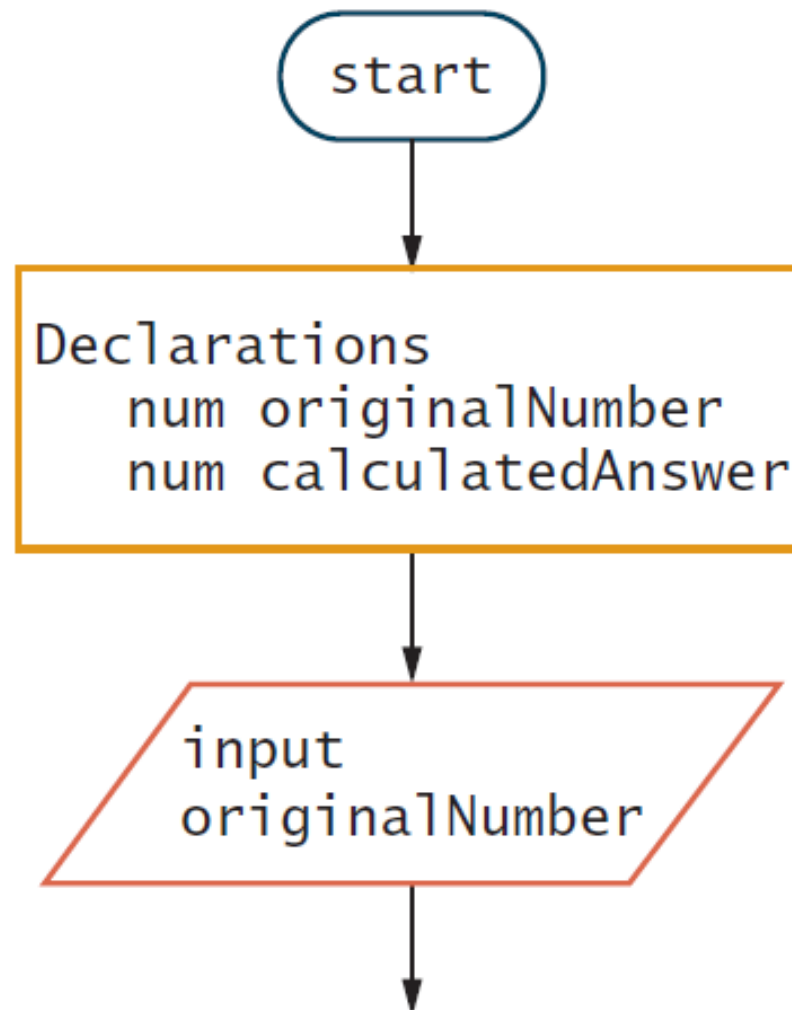 start
Declarations
num originalNumber
num calculatedAnswer
input
originalNumber